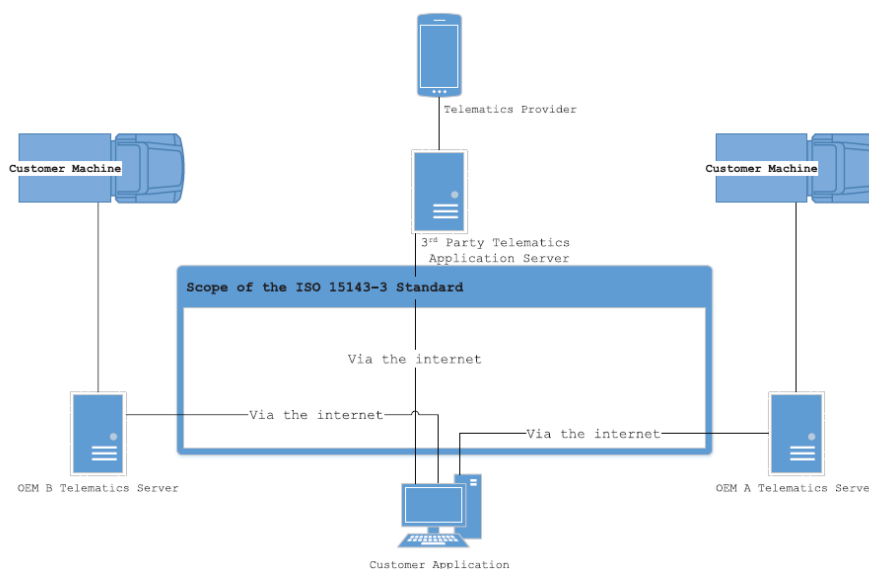 Telematics Provider
Customer Machine
Customer Machine
3rd Party Telematics
Application Server
Scope of the ISO 15143-3 Standard
Via the internet
Via the internet
Via the internet
OEM B Telematics Server
OEM A Telematics Serve
Customer Application